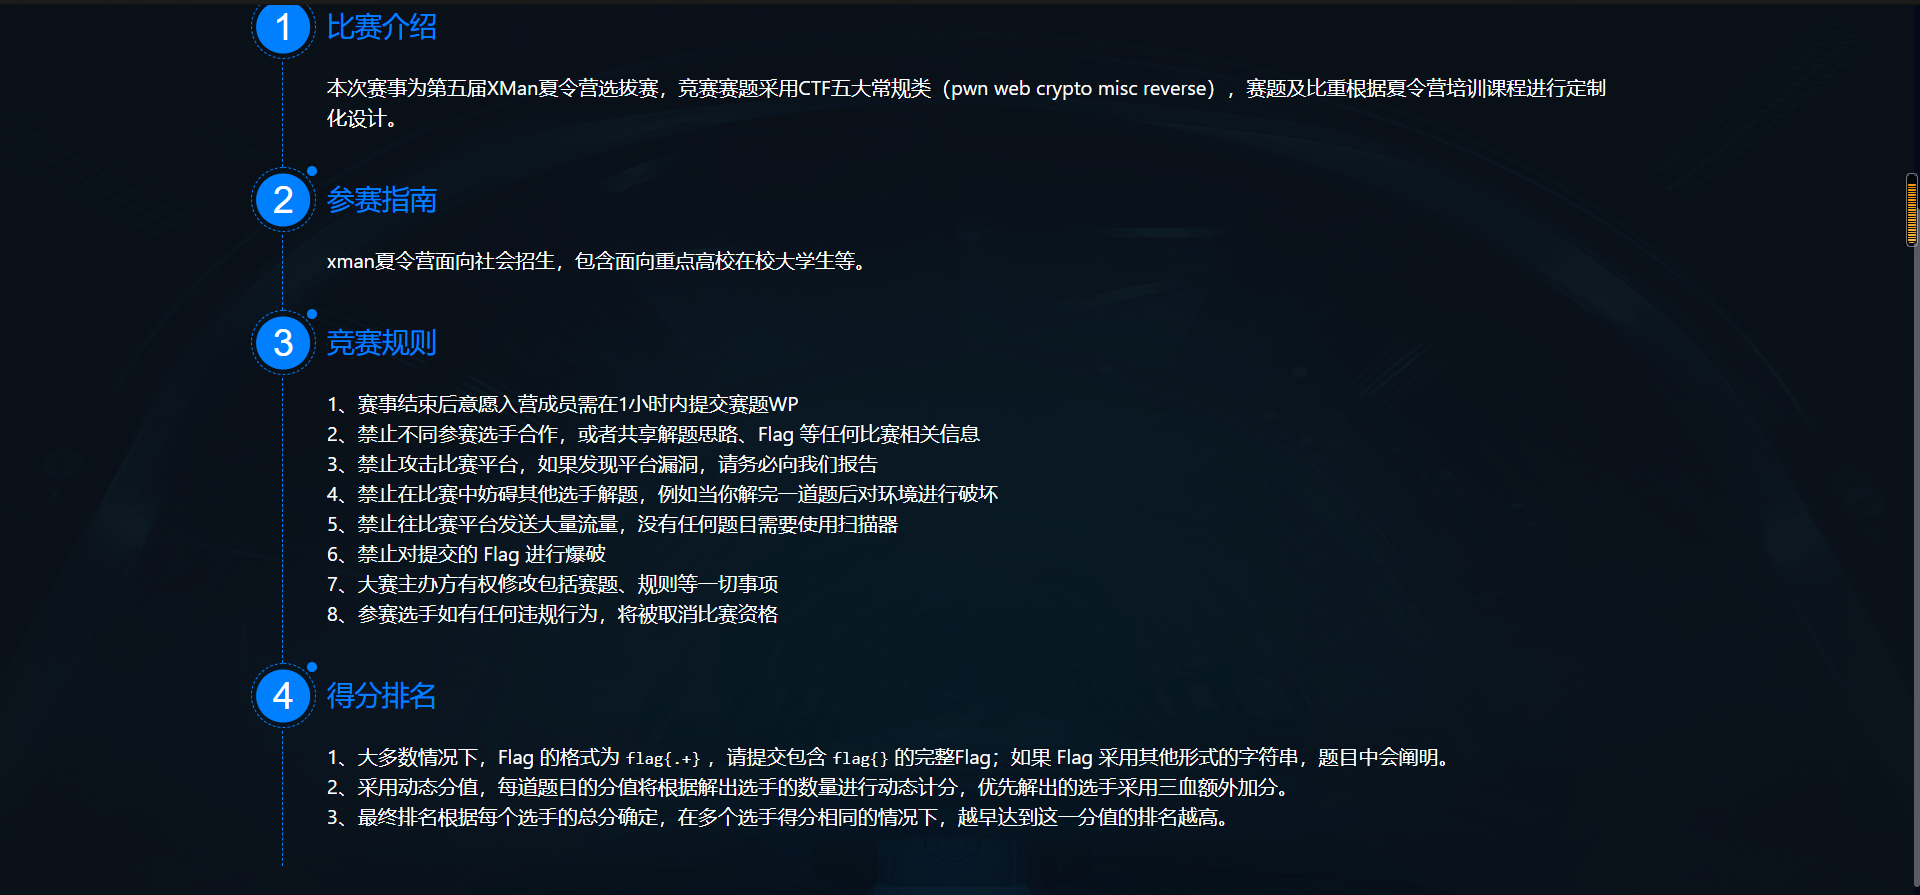 1 比赛介绍
本次赛事为第五届XMan夏令营选拔赛，竞赛赛题采用CTF五大常规类（pwn web crypto misc reverse），赛题及比重根据夏令营培训课程进行定制
化设计。
2 参赛指南
xman夏令营面向社会招生，包含面向重点高校在校大学生等。
3 竞赛规则
1、赛事结束后意愿入营成员需在1小时内提交赛题WP
2、禁止不同参赛选手合作，或者共享解题思路、Flag 等任何比赛相关信息
3、禁止攻击比赛平台，如果发现平台漏洞，请务必向我们报告
4、禁止在比赛中妨碍其他选手解题，例如当你解完一道题后对环境进行破坏
5、禁止往比赛平台发送大量流量，没有任何题目需要使用扫描器
6、禁止对提交的 Flag 进行爆破
7、大赛主办方有权修改包括赛题、规则等一切事项
8、参赛选手如有任何违规行为，将被取消比赛资格
4 得分排名
1、大多数情况下，Flag 的格式为 flag{.+} ，请提交包含 flag{} 的完整Flag；如果 Flag 采用其他形式的字符串，题目中会阐明。
2、采用动态分值，每道题目的分值将根据解出选手的数量进行动态计分，优先解出的选手采用三血额外加分。
3、最终排名根据每个选手的总分确定，在多个选手得分相同的情况下，越早达到这一分值的排名越高。